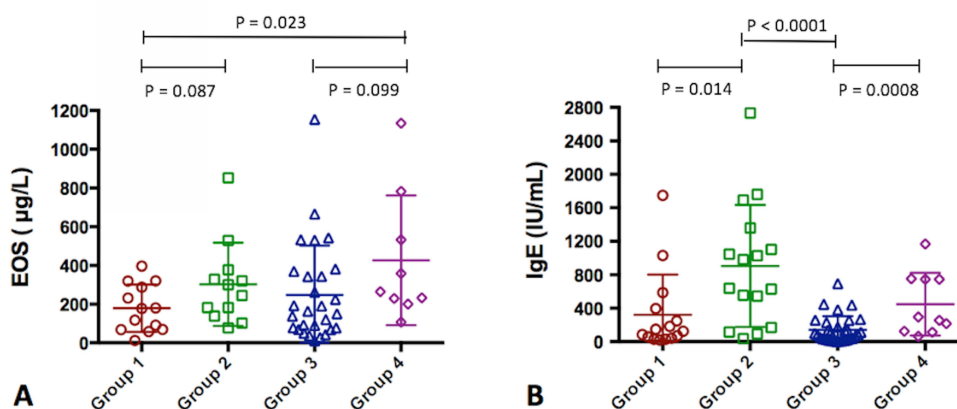 P = 0.023
P = 0.087
P = 0.099
EOS ( µg/L)
1200
1000
800
600
400
200
0
Group 1
Group 2
Group 3
Group 4
A
P < 0.0001
P = 0.014
P = 0.0008
IgE (IU/mL)
2800
2400
2000
1600
1200
800
400
0
Group 1
Group 2
Group 3
Group 4
B